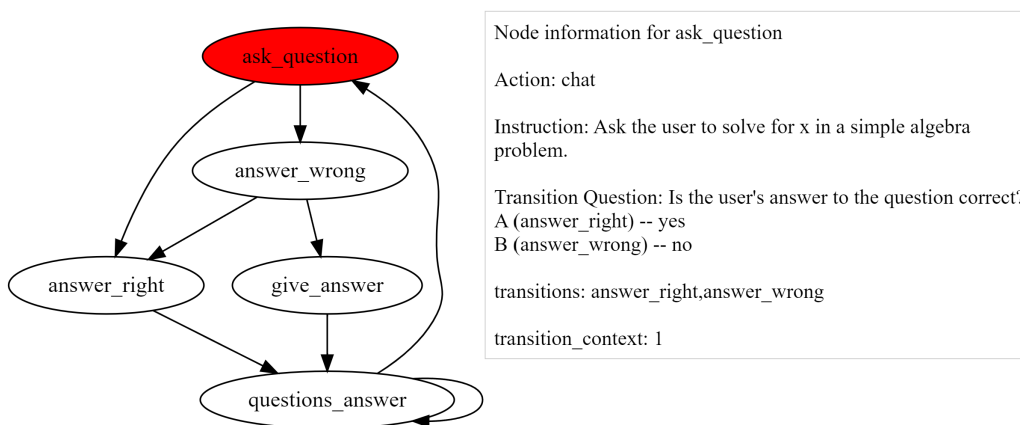 ask_question
answer_wrong
answer_right
give_answer
questions_answer
Node information for ask_question
Action: chat
Instruction: Ask the user to solve for x in a simple algebra
problem.
Transition Question: Is the user's answer to the question correct?
A (answer_right) -- yes
B (answer_wrong) -- no
transitions: answer_right,answer_wrong
transition_context: 1